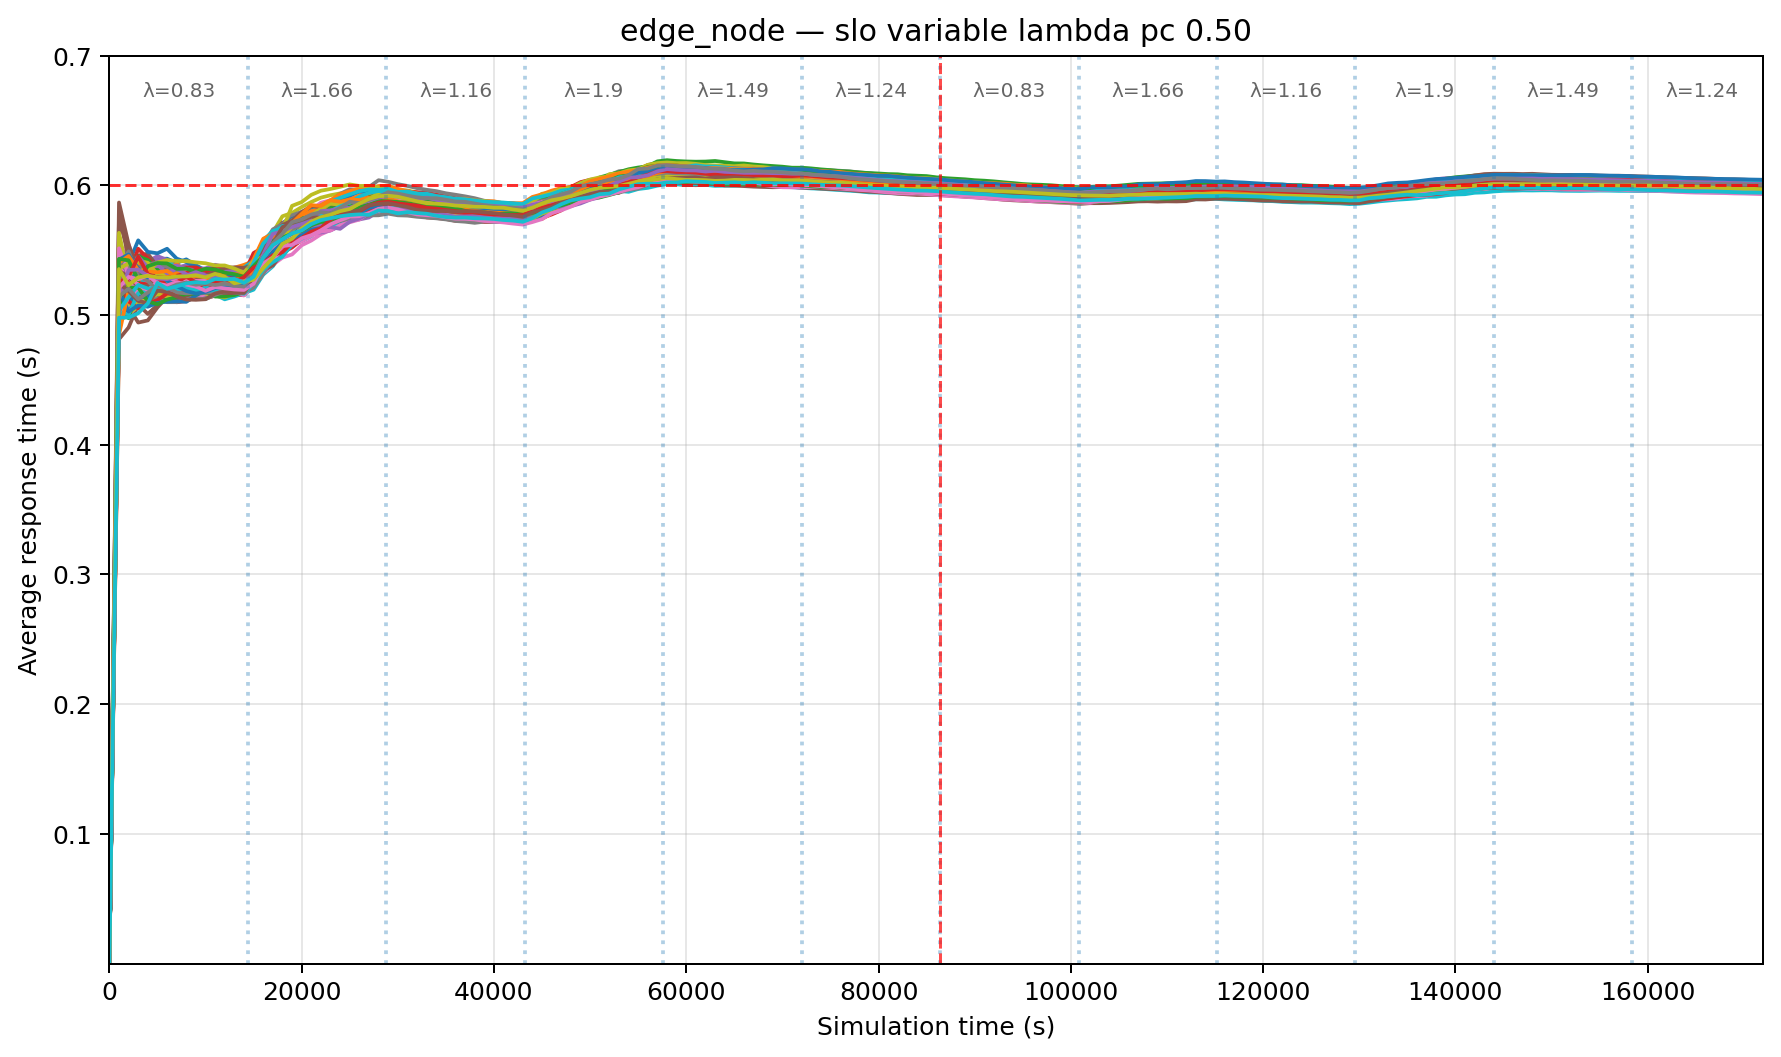 edge_node — slo variable lambda pc 0.50
λ=0.83 λ=1.66 λ=1.16 λ=1.9 λ=1.49 λ=1.24 λ=0.83 λ=1.66 λ=1.16 λ=1.9 λ=1.49 λ=1.24
Average response time (s)
0.7
0.6
0.5
0.4
0.3
0.2
0.1
0 20000 40000 60000 80000 100000 120000 140000 160000
Simulation time (s)